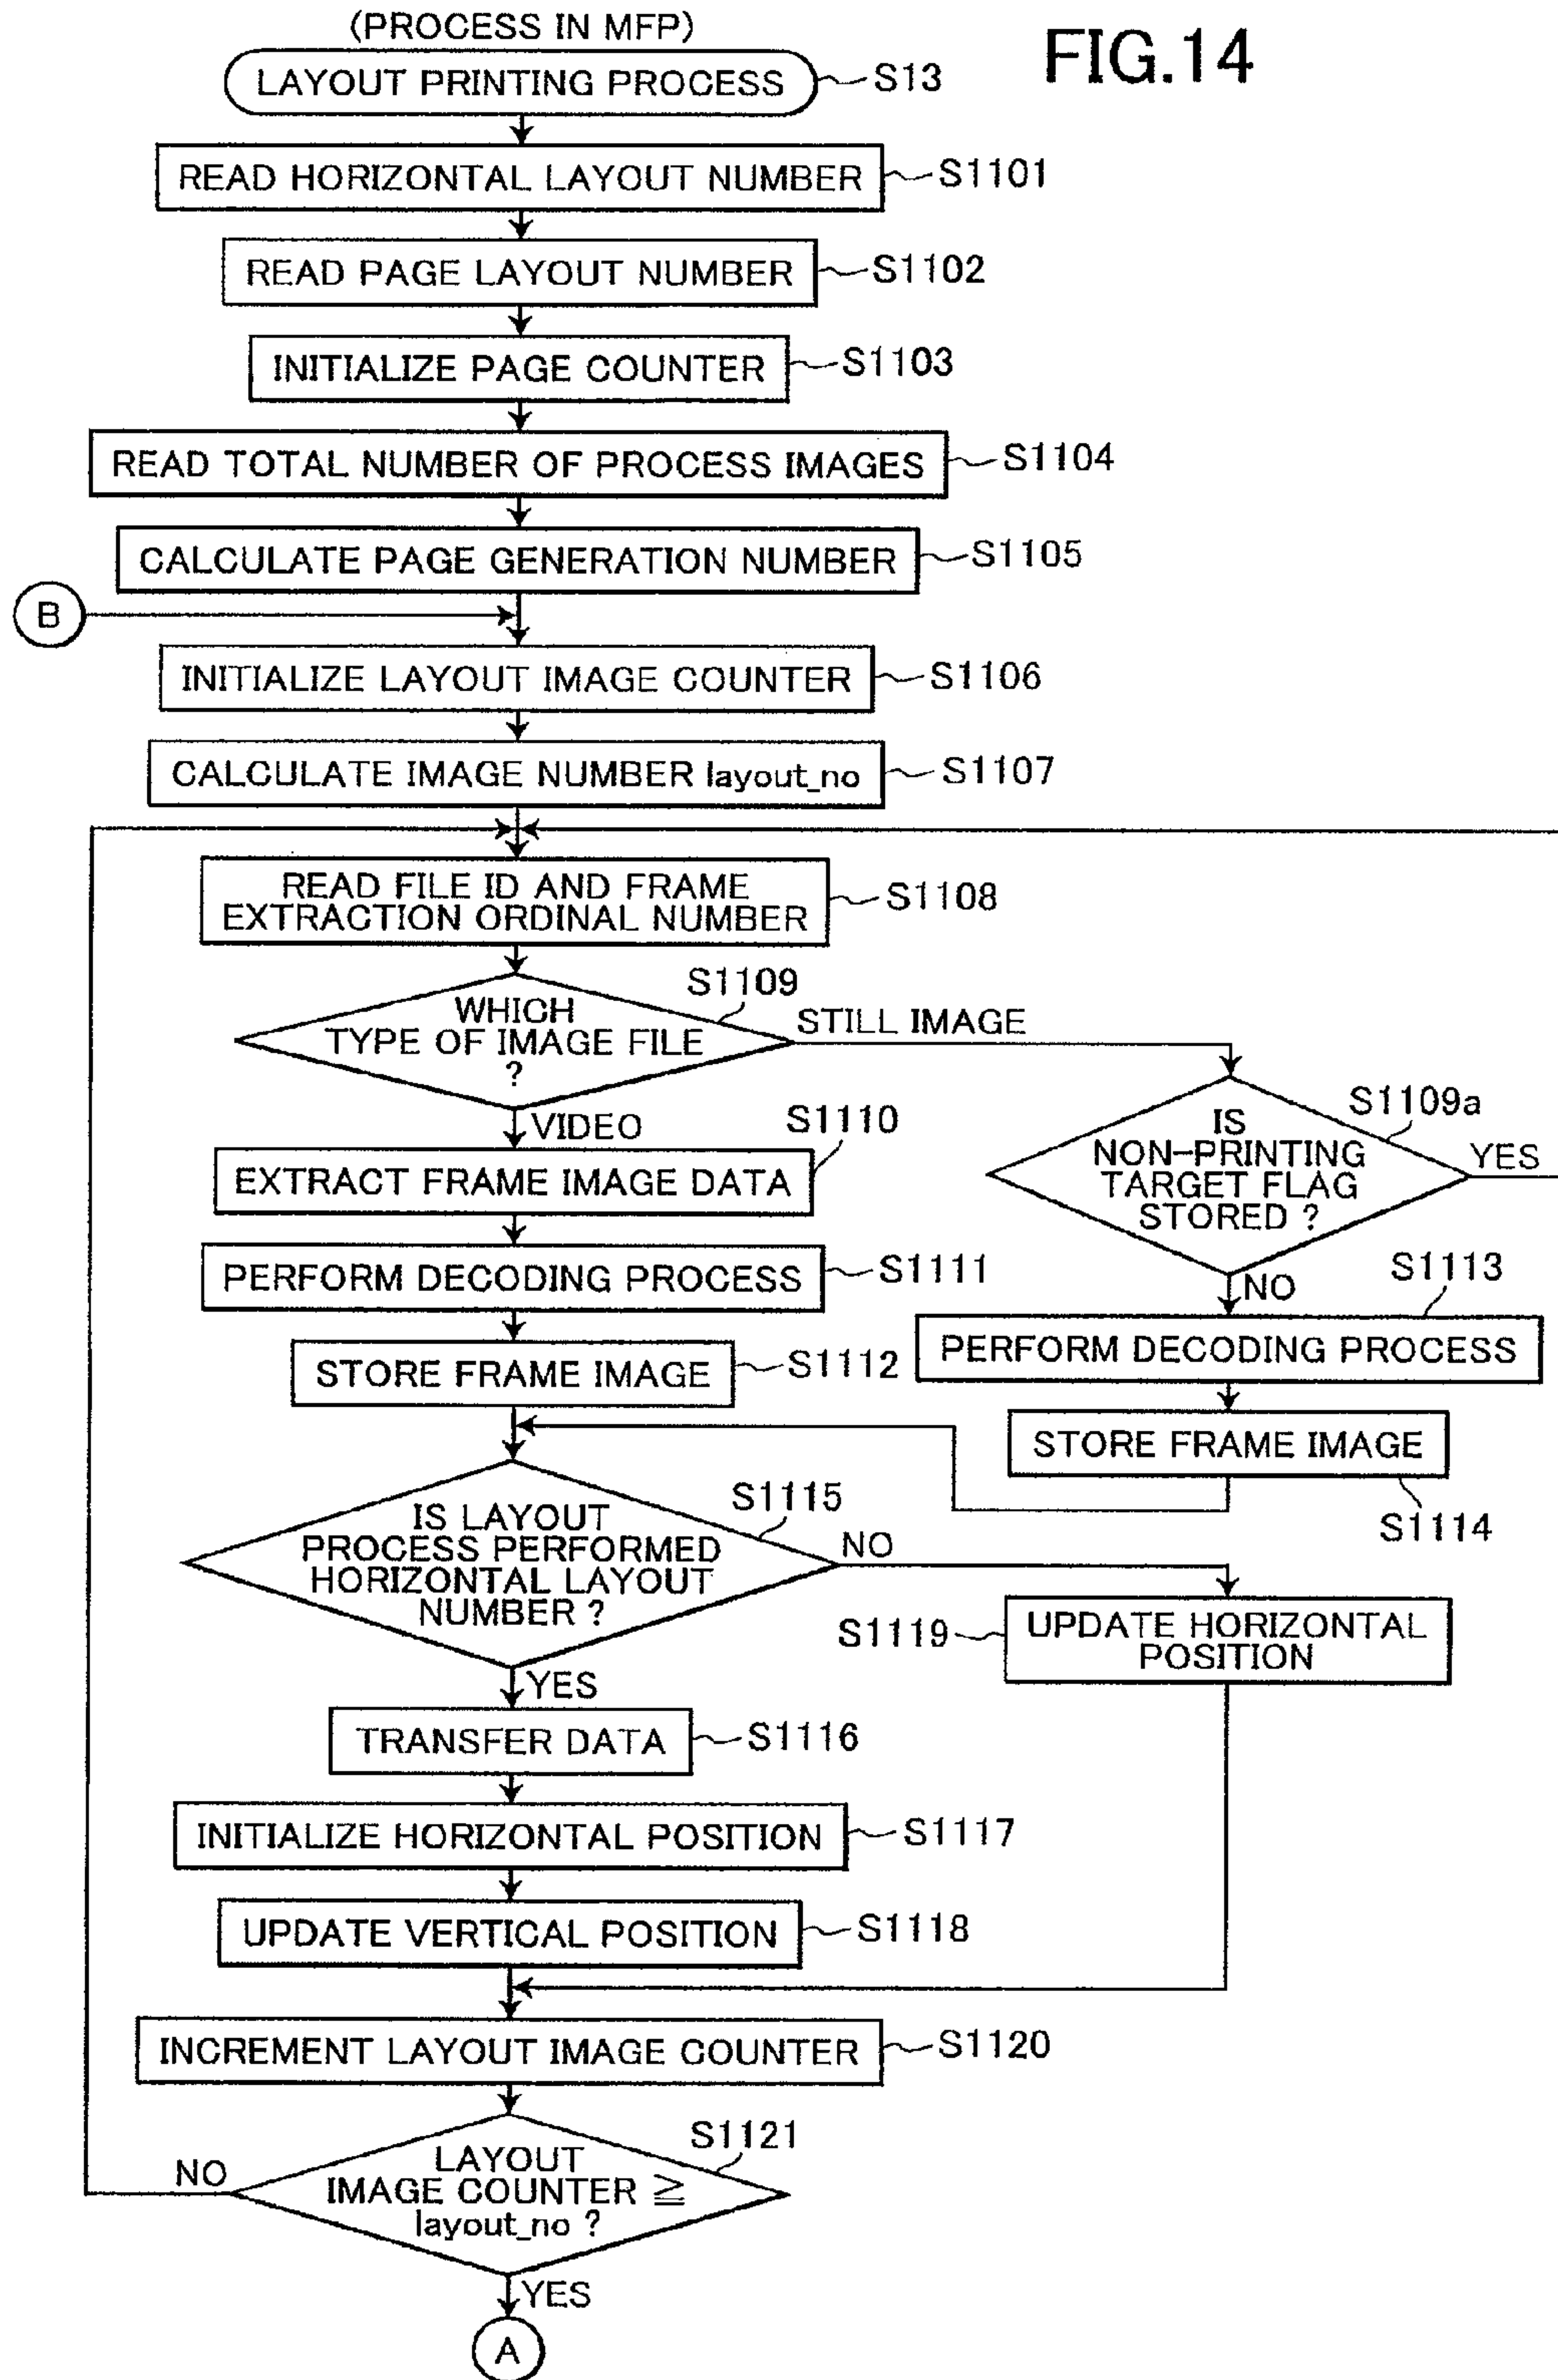 (PROCESS IN MFP)
FIG.14
LAYOUT PRINTING PROCESS
S13
READ HORIZONTAL LAYOUT NUMBER
S1101
READ PAGE LAYOUT NUMBER
S1102
INITIALIZE PAGE COUNTER
S1103
READ TOTAL NUMBER OF PROCESS IMAGES
S1104
CALCULATE PAGE GENERATION NUMBER
S1105
B
INITIALIZE LAYOUT IMAGE COUNTER
S1106
CALCULATE IMAGE NUMBER layout_no
S1107
READ FILE ID AND FRAME
EXTRACTION ORDINAL NUMBER
S1108
WHICH
TYPE OF IMAGE FILE
?
S1109
STILL IMAGE
VIDEO
IS
NON-PRINTING
TARGET FLAG
STORED ?
S1109a
YES
NO
EXTRACT FRAME IMAGE DATA
S1110
PERFORM DECODING PROCESS
S1111
STORE FRAME IMAGE
S1112
PERFORM DECODING PROCESS
S1113
STORE FRAME IMAGE
S1114
IS LAYOUT
PROCESS PERFORMED
HORIZONTAL LAYOUT
NUMBER ?
S1115
NO
YES
UPDATE HORIZONTAL
POSITION
S1119
TRANSFER DATA
S1116
INITIALIZE HORIZONTAL POSITION
S1117
UPDATE VERTICAL POSITION
S1118
INCREMENT LAYOUT IMAGE COUNTER
S1120
LAYOUT
IMAGE COUNTER ≧
layout_no ?
S1121
NO
YES
A